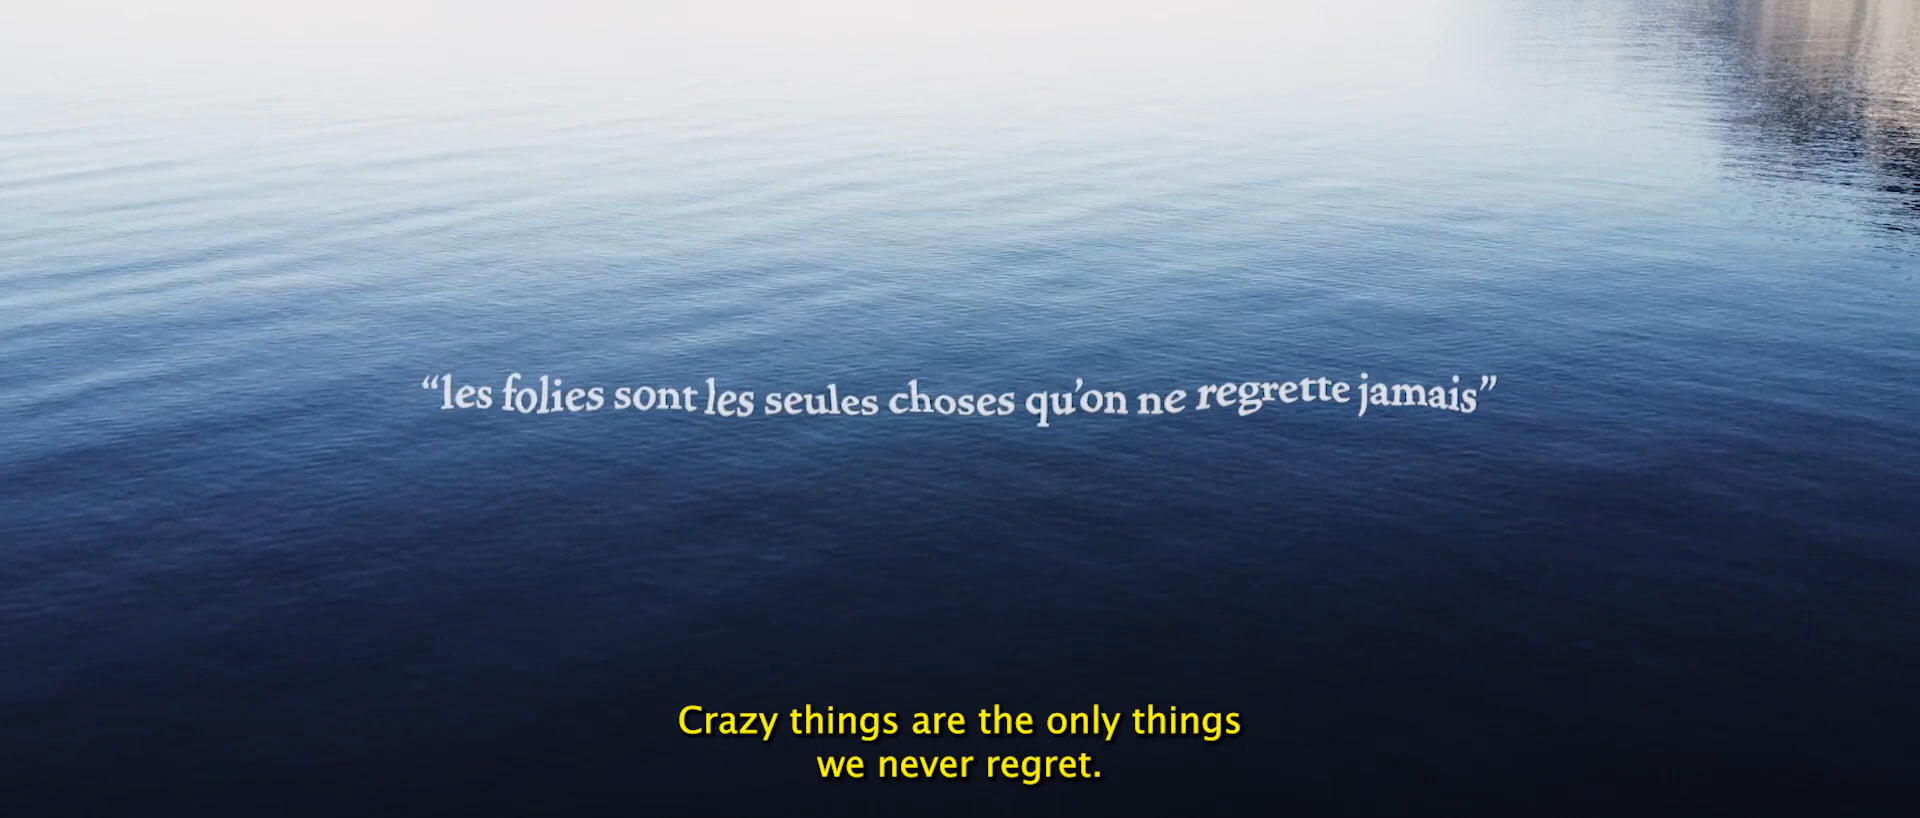 “les folies sont les seules choses qu’on ne regrette jamais”
Crazy things are the only things
we never regret.